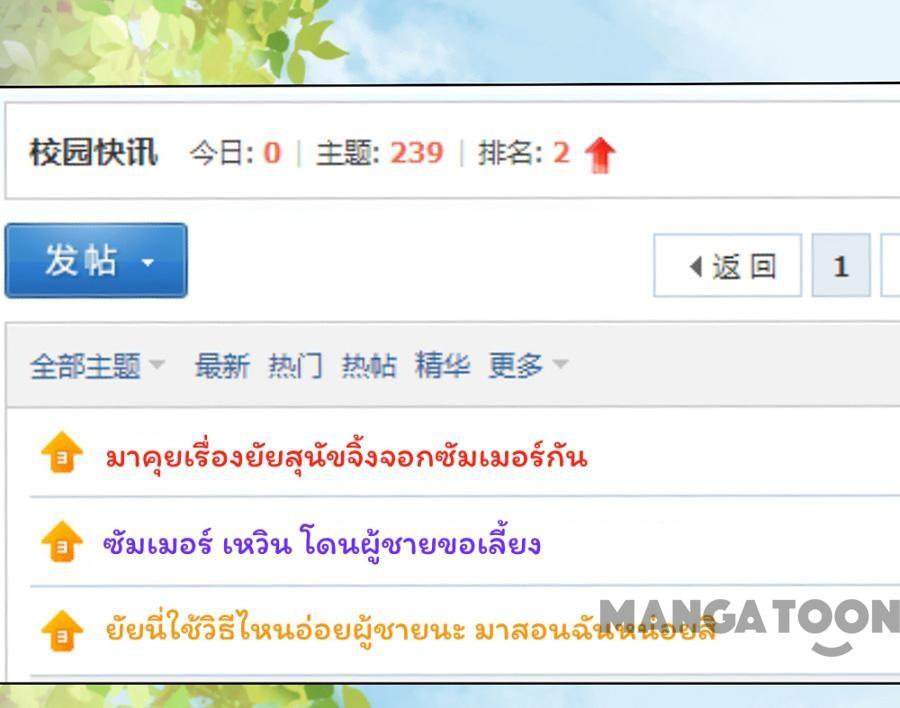 校园快讯 今日: 0 | 主题: 239 | 排名: 2
发帖
返回 1
全部主题 最新 热门 热帖 精华 更多
3 มาคุยเรื่องยัยสุนัขจิ้งจอกซัมเมอร์กัน
3 ซัมเมอร์ เหวิน โดนผู้ชายขอเลี้ยง
3 ยัยนี่ใช้วิธีไหนอ่อยผู้ชายนะ มาสอนฉันหน่อยสิ
MANGATOON